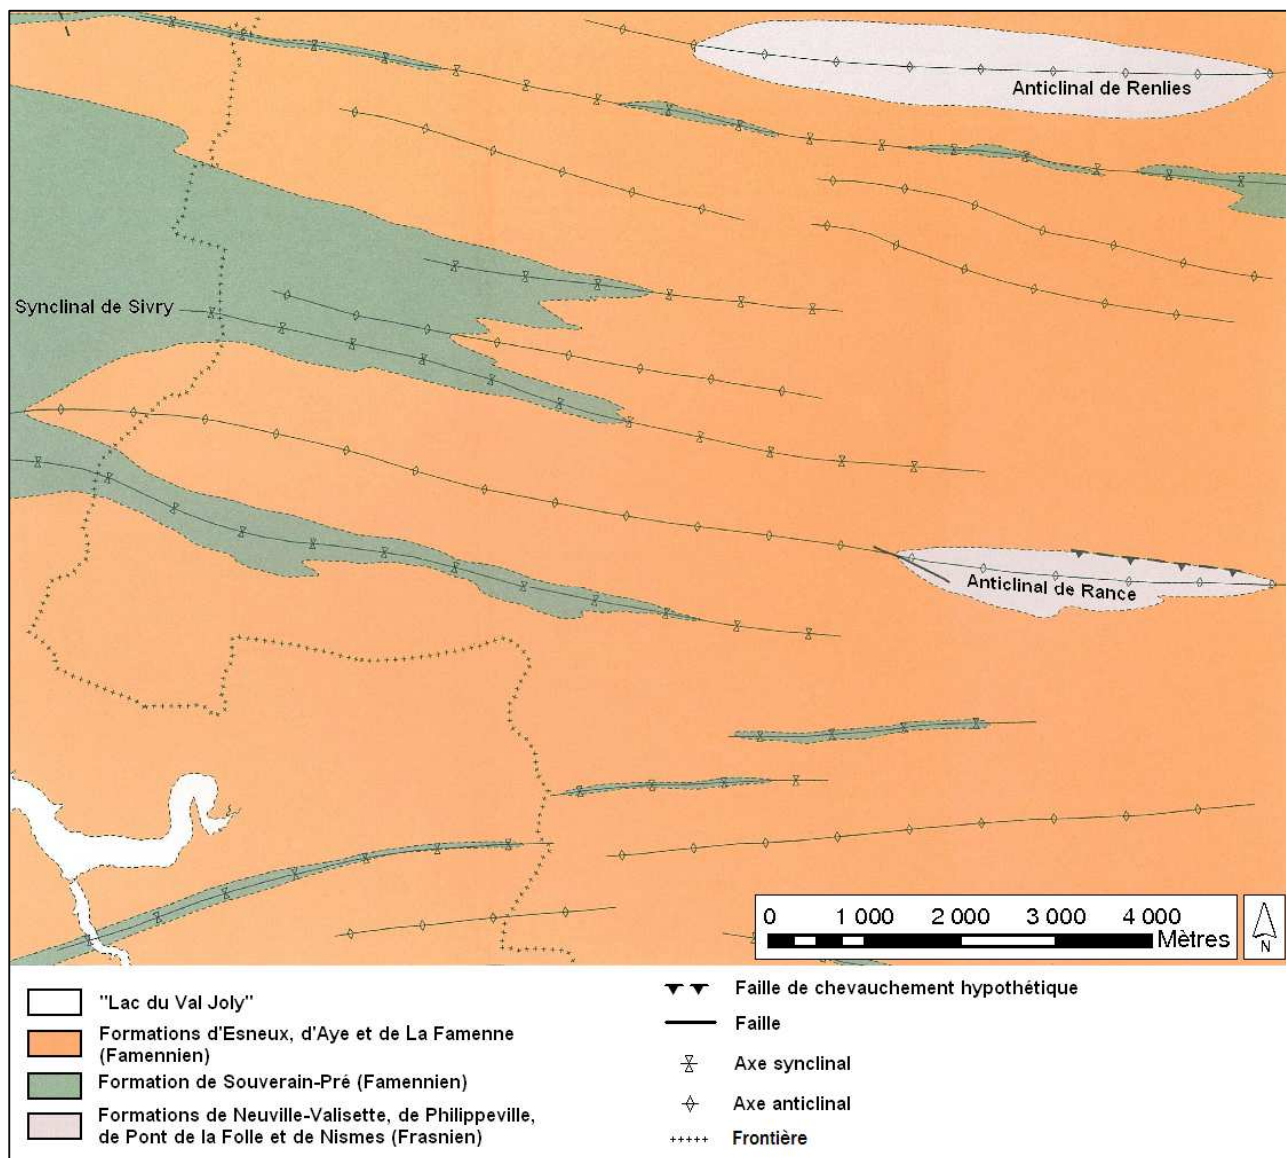 Anticlinal de Renlies
Synclinal de Sivry
Anticlinal de Rance
0 1 000 2 000 3 000 4 000
Mètres
N
"Lac du Val Joly"
Formations d'Esneux, d'Aye et de La Famenne
(Famennien)
Formation de Souverain-Pré (Famennien)
Formations de Neuville-Valisette, de Philippeville,
de Pont de la Folle et de Nismes (Frasnien)
Faille de chevauchement hypothétique
Faille
Axe synclinal
Axe anticlinal
Frontière